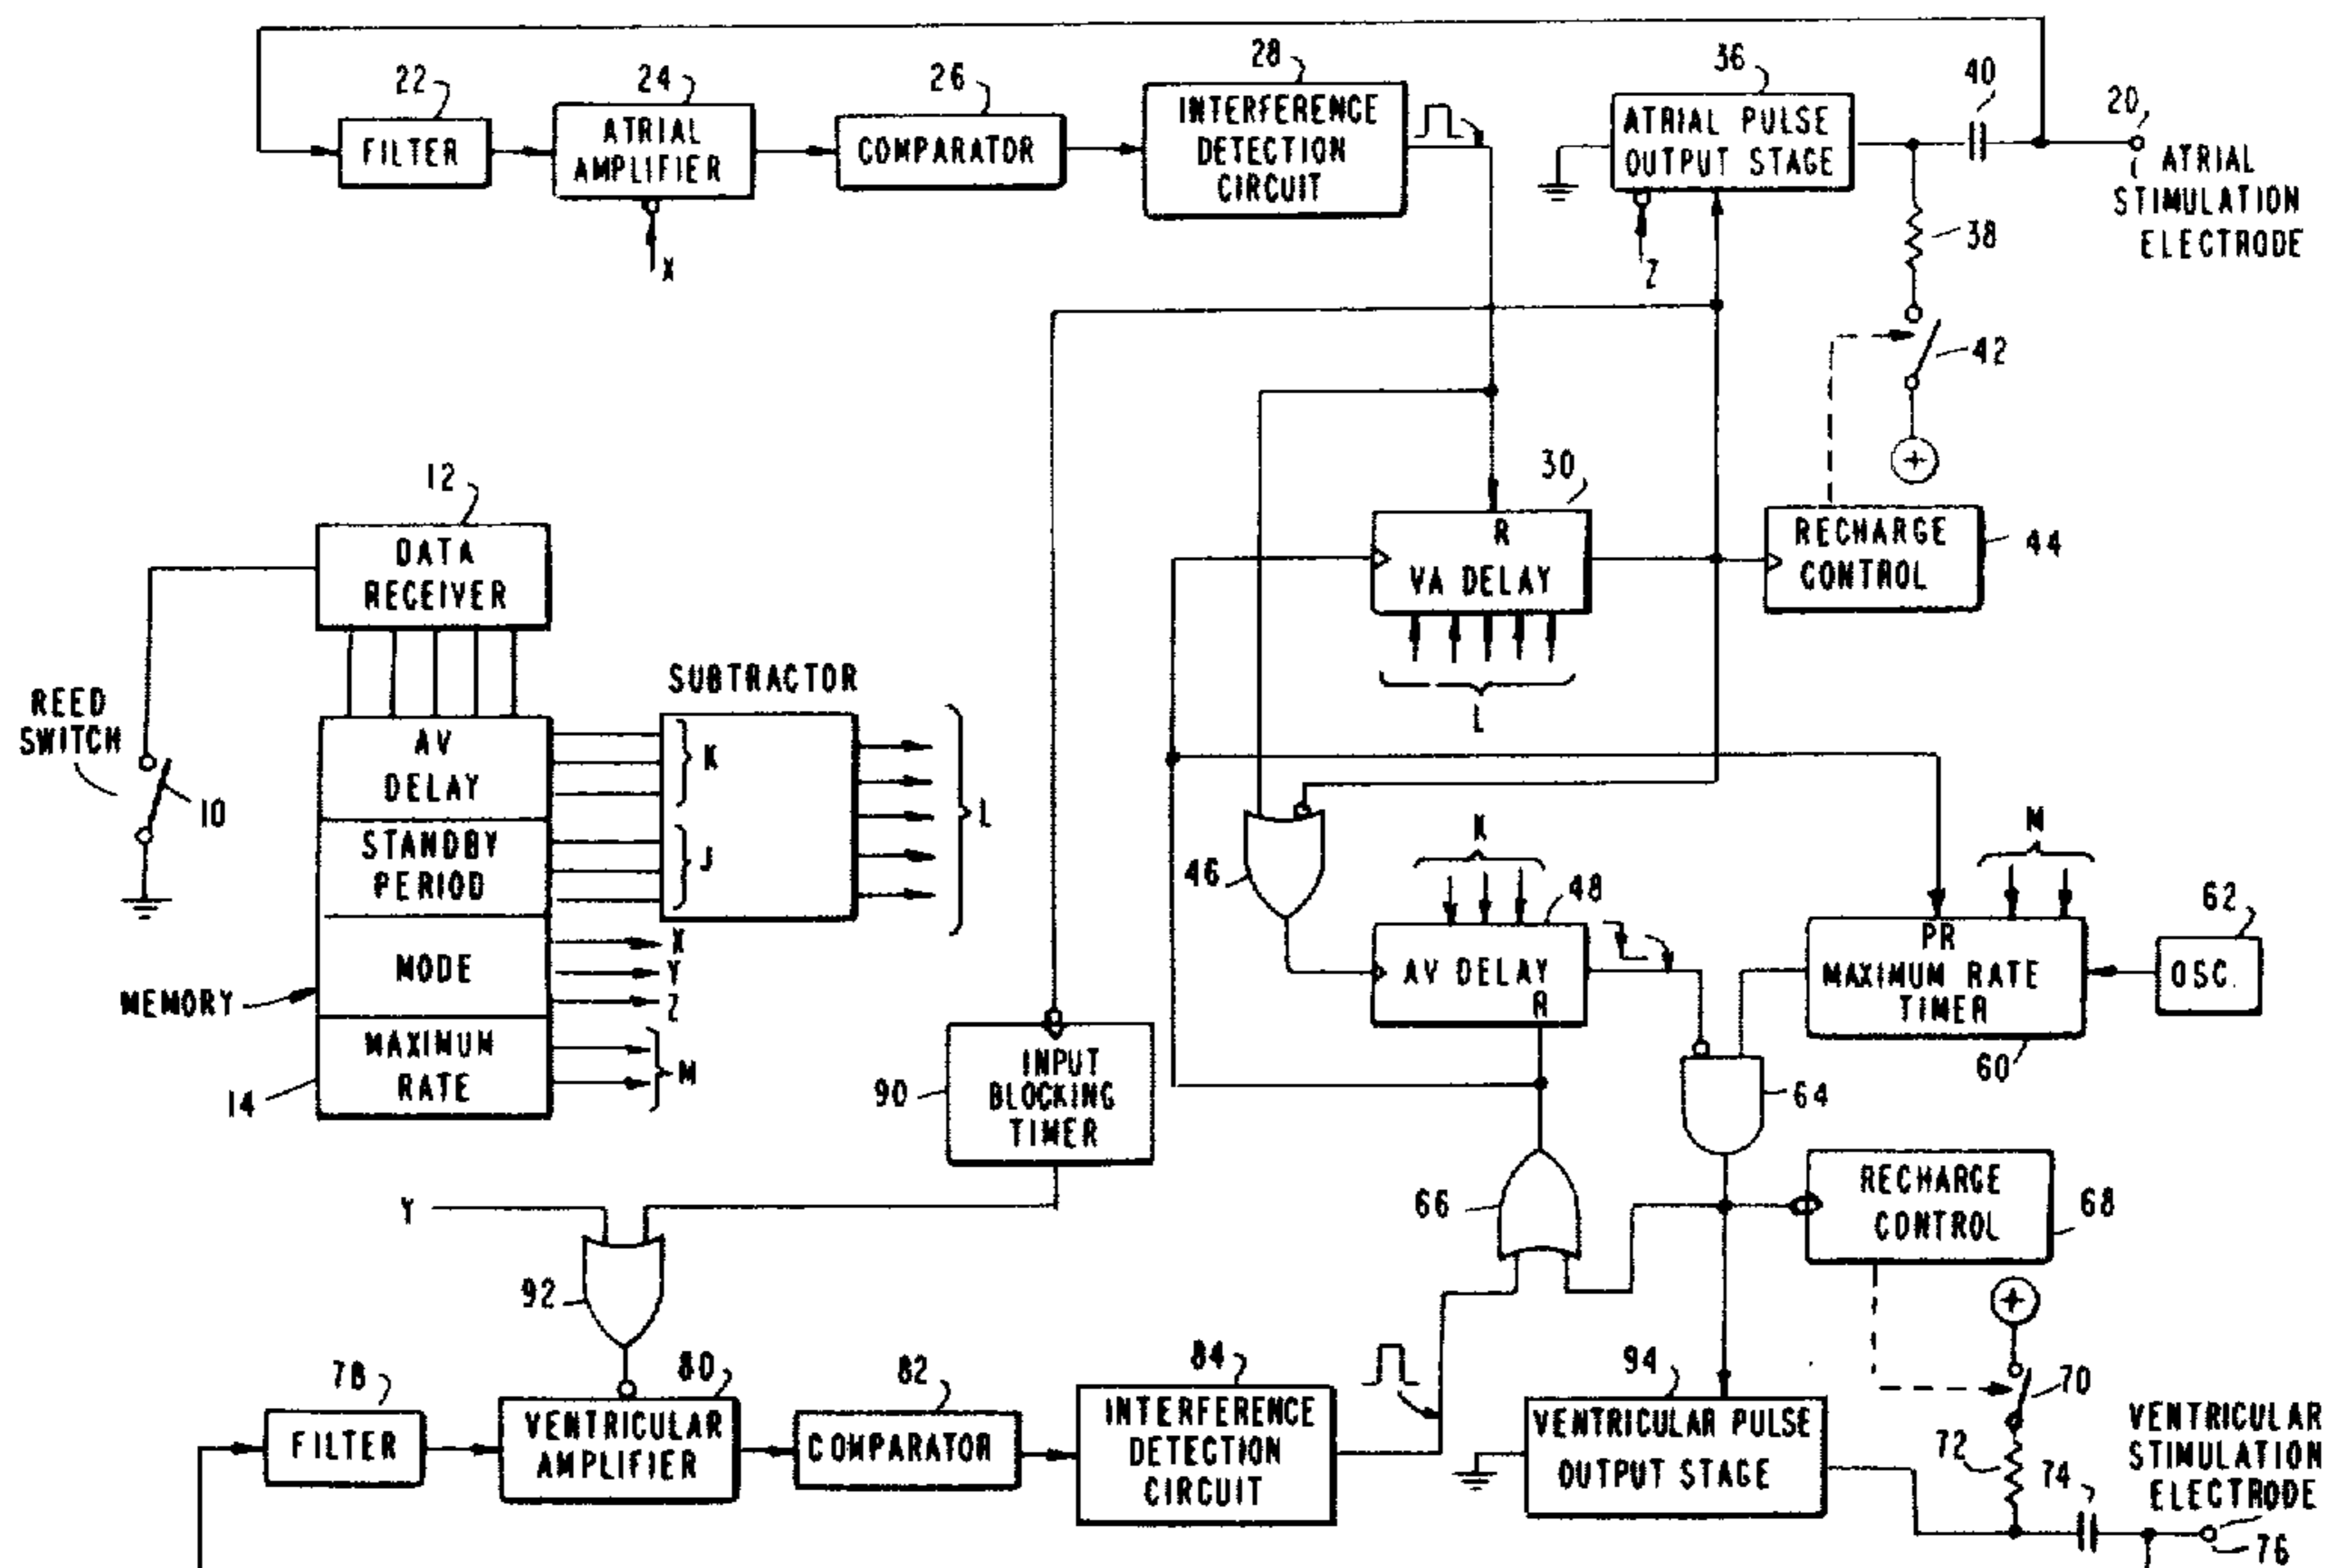 22
FILTER
24
ATRIAL
AMPLIFIER
X
26
COMPARATOR
28
INTERFERENCE
DETECTION
CIRCUIT
36
ATRIAL PULSE
OUTPUT STAGE
Z
40
20
ATRIAL
STIMULATION
ELECTRODE
38
42
+
12
DATA
RECEIVER
30
R
VA DELAY
L
RECHARGE
CONTROL
44
REED
SWITCH
10
SUBTRACTOR
AV
DELAY
K
STANDBY
PERIOD
J
L
MODE
X
Y
Z
MEMORY
MAXIMUM
RATE
M
14
46
K
48
AV DELAY
R
M
PR
MAXIMUM RATE
TIMER
60
62
OSC.
64
90
INPUT
BLOCKING
TIMER
66
RECHARGE
CONTROL
68
Y
92
+
70
72
74
78
FILTER
80
VENTRICULAR
AMPLIFIER
82
COMPARATOR
84
INTERFERENCE
DETECTION
CIRCUIT
94
VENTRICULAR PULSE
OUTPUT STAGE
VENTRICULAR
STIMULATION
ELECTRODE
76